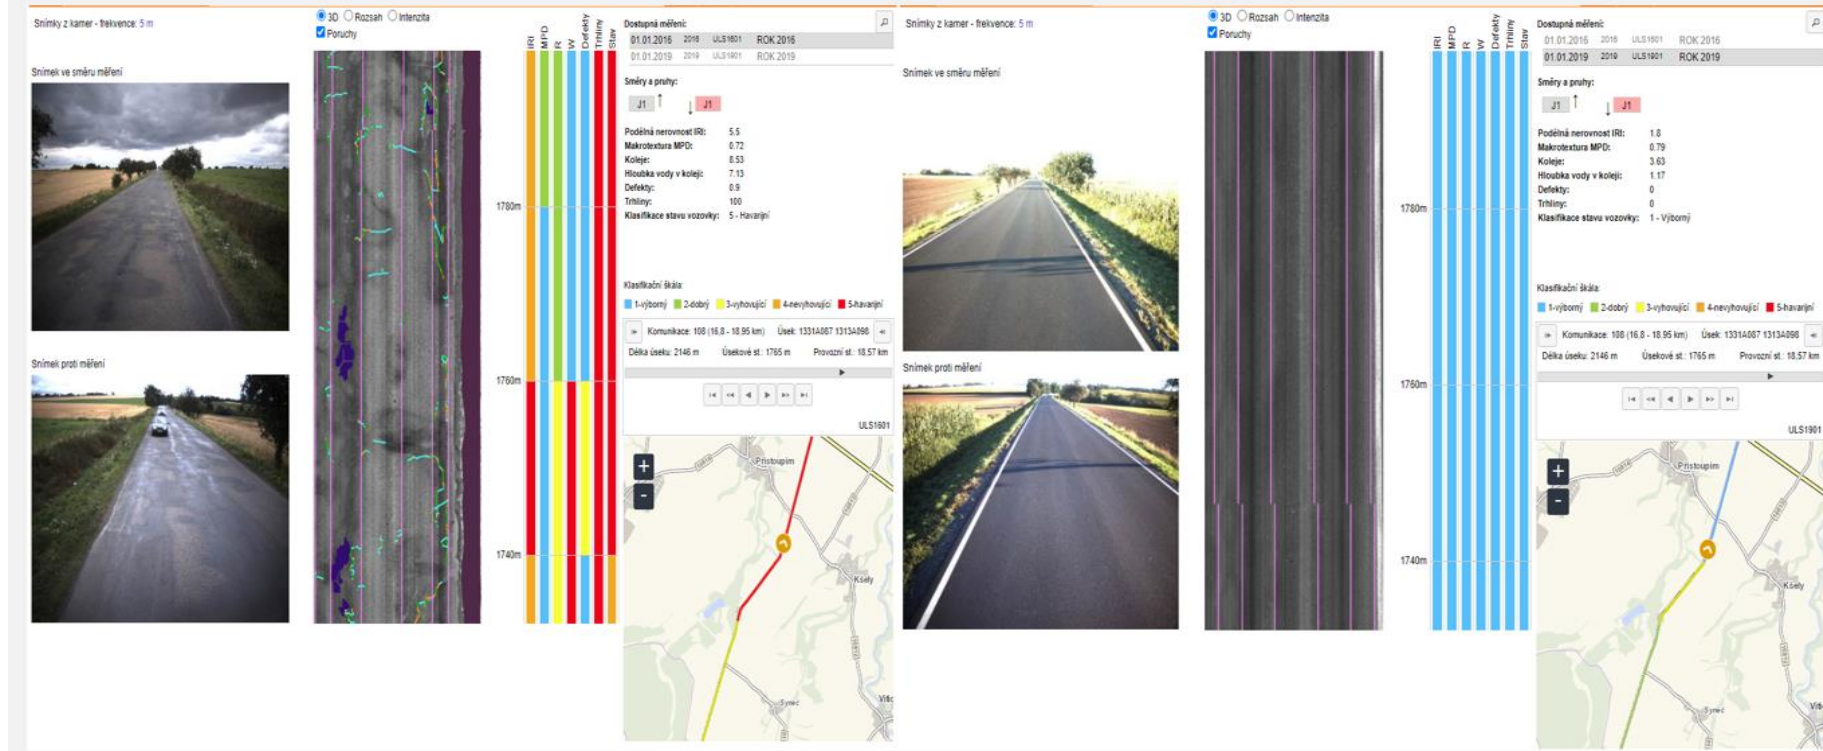 Snímky z kamer - frekvence: 5 m
3D Rozsah Intenzita
Poruchy
Snímek ve směru měření
Snímek proti měření
IRI
MPD
R
W
Defekty
Trhliny
Stav
1780m
1760m
1740m
Dostupná měření:
01.01.2016 2016 ULS1601 ROK 2016
01.01.2019 2019 ULS1901 ROK 2019
Směry a pruhy:
J1 ↑ ↓ J1
Podélná nerovnost IRI: 5.5
Makrotextura MPD: 0.72
Koleje: 8.53
Hloubka vody v koleji: 7.13
Defekty: 0.9
Trhliny: 100
Klasifikace stavu vozovky: 5 - Havarijní
Klasifikační škála:
1-výborný 2-dobrý 3-vyhovující 4-nevyhovující 5-havarijní
Komunikace: 108 (16,8 - 18.95 km) Úsek: 1331A087 1313A098
Délka úseku: 2146 m Úsekové st.: 1765 m Provozní st.: 18.57 km
ULS1601
+
-
Přistoupim
Kšely
Vitic
Synec
Snímky z kamer - frekvence: 5 m
3D Rozsah Intenzita
Poruchy
Snímek ve směru měření
Snímek proti měření
IRI
MPD
R
W
Defekty
Trhliny
Stav
1780m
1760m
1740m
Dostupná měření:
01.01.2016 2016 ULS1601 ROK 2016
01.01.2019 2019 ULS1901 ROK 2019
Směry a pruhy:
J1 ↑ ↓ J1
Podélná nerovnost IRI: 1.8
Makrotextura MPD: 0.79
Koleje: 3.63
Hloubka vody v koleji: 1.17
Defekty: 0
Trhliny: 0
Klasifikace stavu vozovky: 1 - Výborný
Klasifikační škála:
1-výborný 2-dobrý 3-vyhovující 4-nevyhovující 5-havarijní
Komunikace: 108 (16,8 - 18.95 km) Úsek: 1331A087 1313A098
Délka úseku: 2146 m Úsekové st.: 1765 m Provozní st.: 18.57 km
ULS1901
+
-
Přistoupim
Kšely
Synec